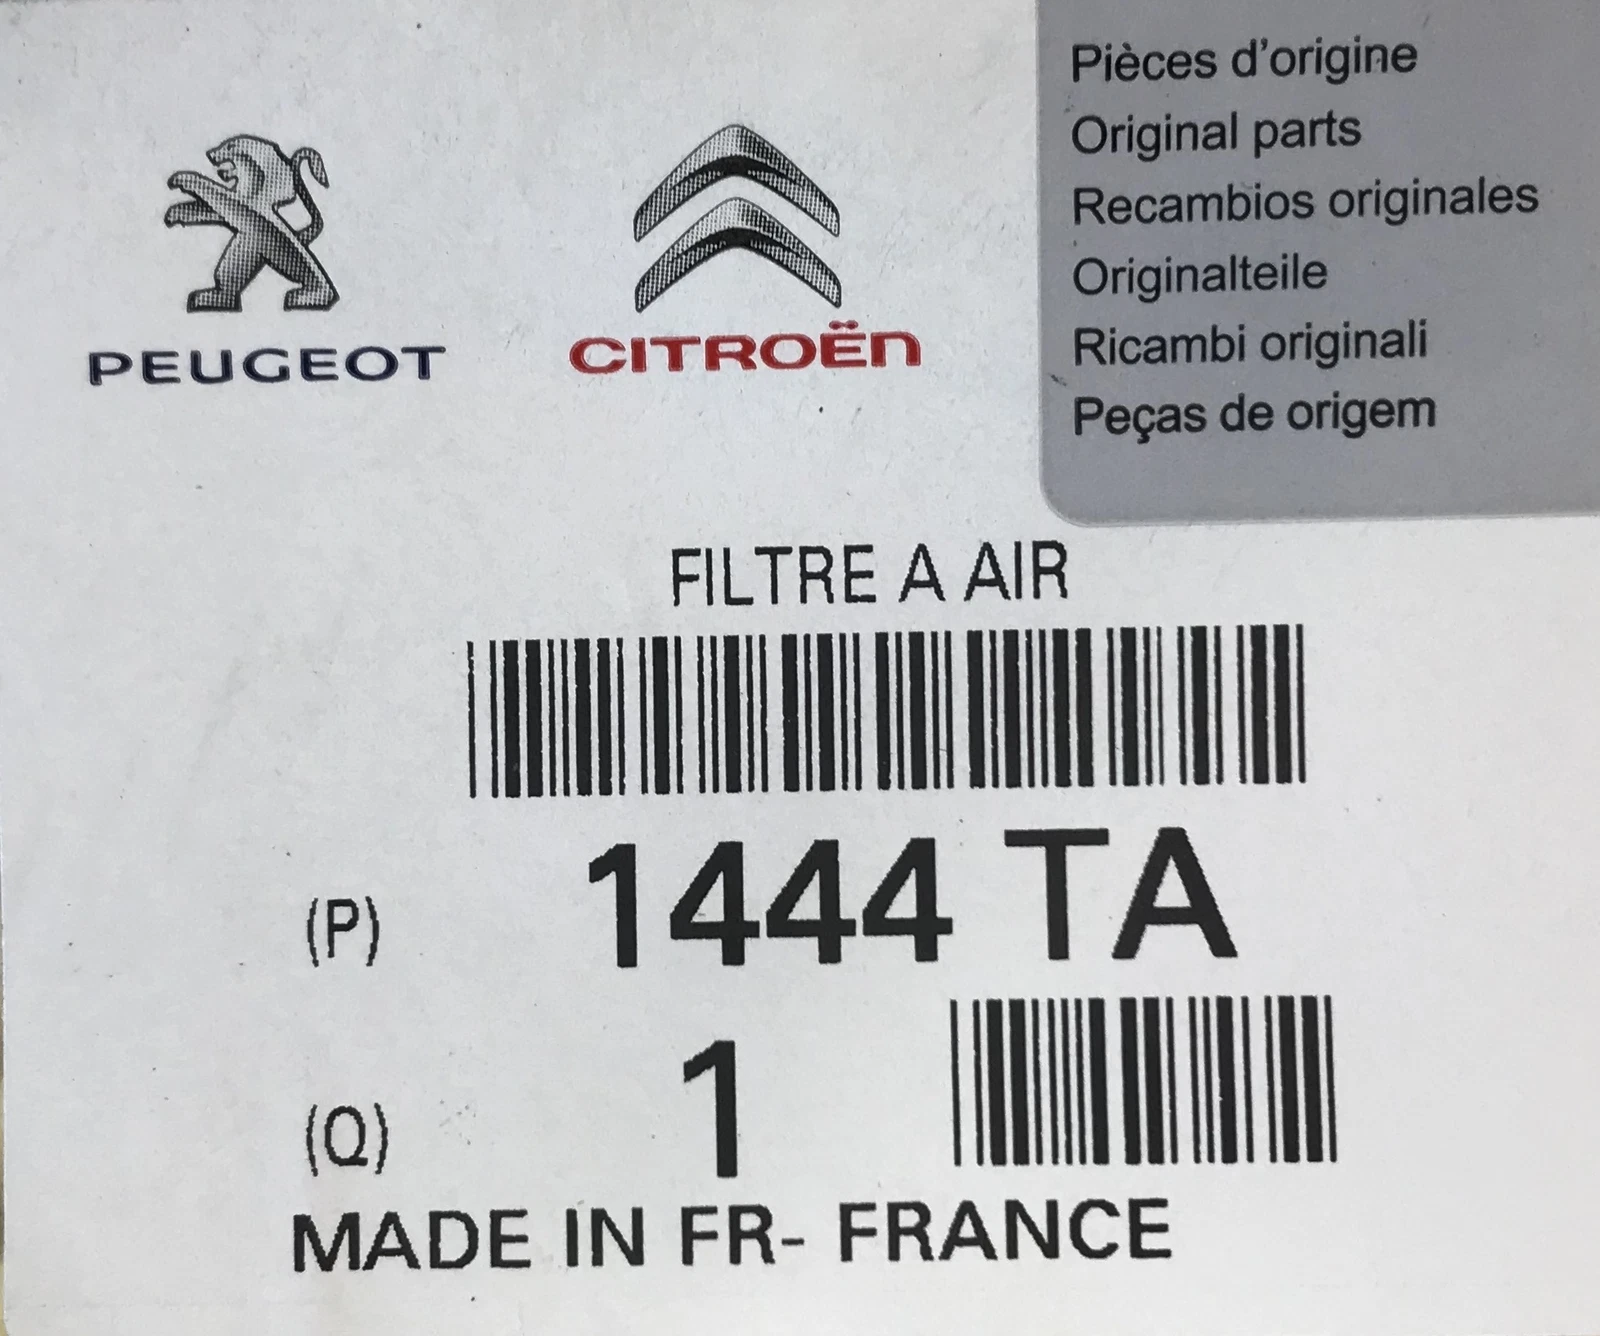 PEUGEOT
CITROËN
Pièces d'origine
Original parts
Recambios originales
Originalteile
Ricambi originali
Peças de origem
FILTRE A AIR
(P) 1444 TA
(Q) 1
MADE IN FR- FRANCE